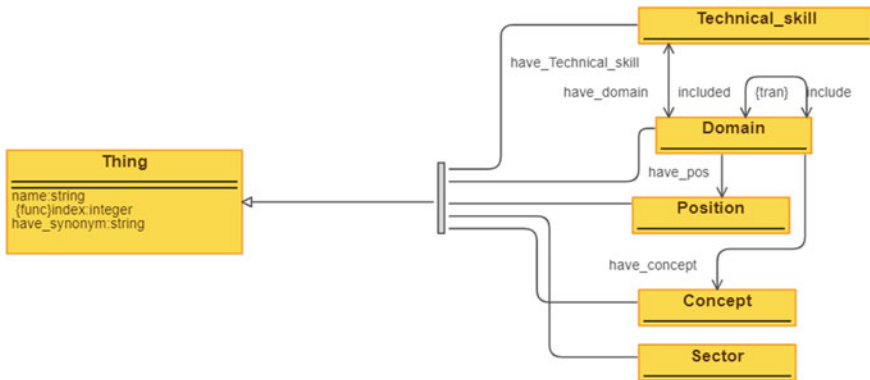 Technical_skill
have_Technical_skill
have_domain included {tran} include
Domain
Thing
have_pos
name:string
{func}index:integer
have_synonym:string
Position
have_concept
Concept
Sector